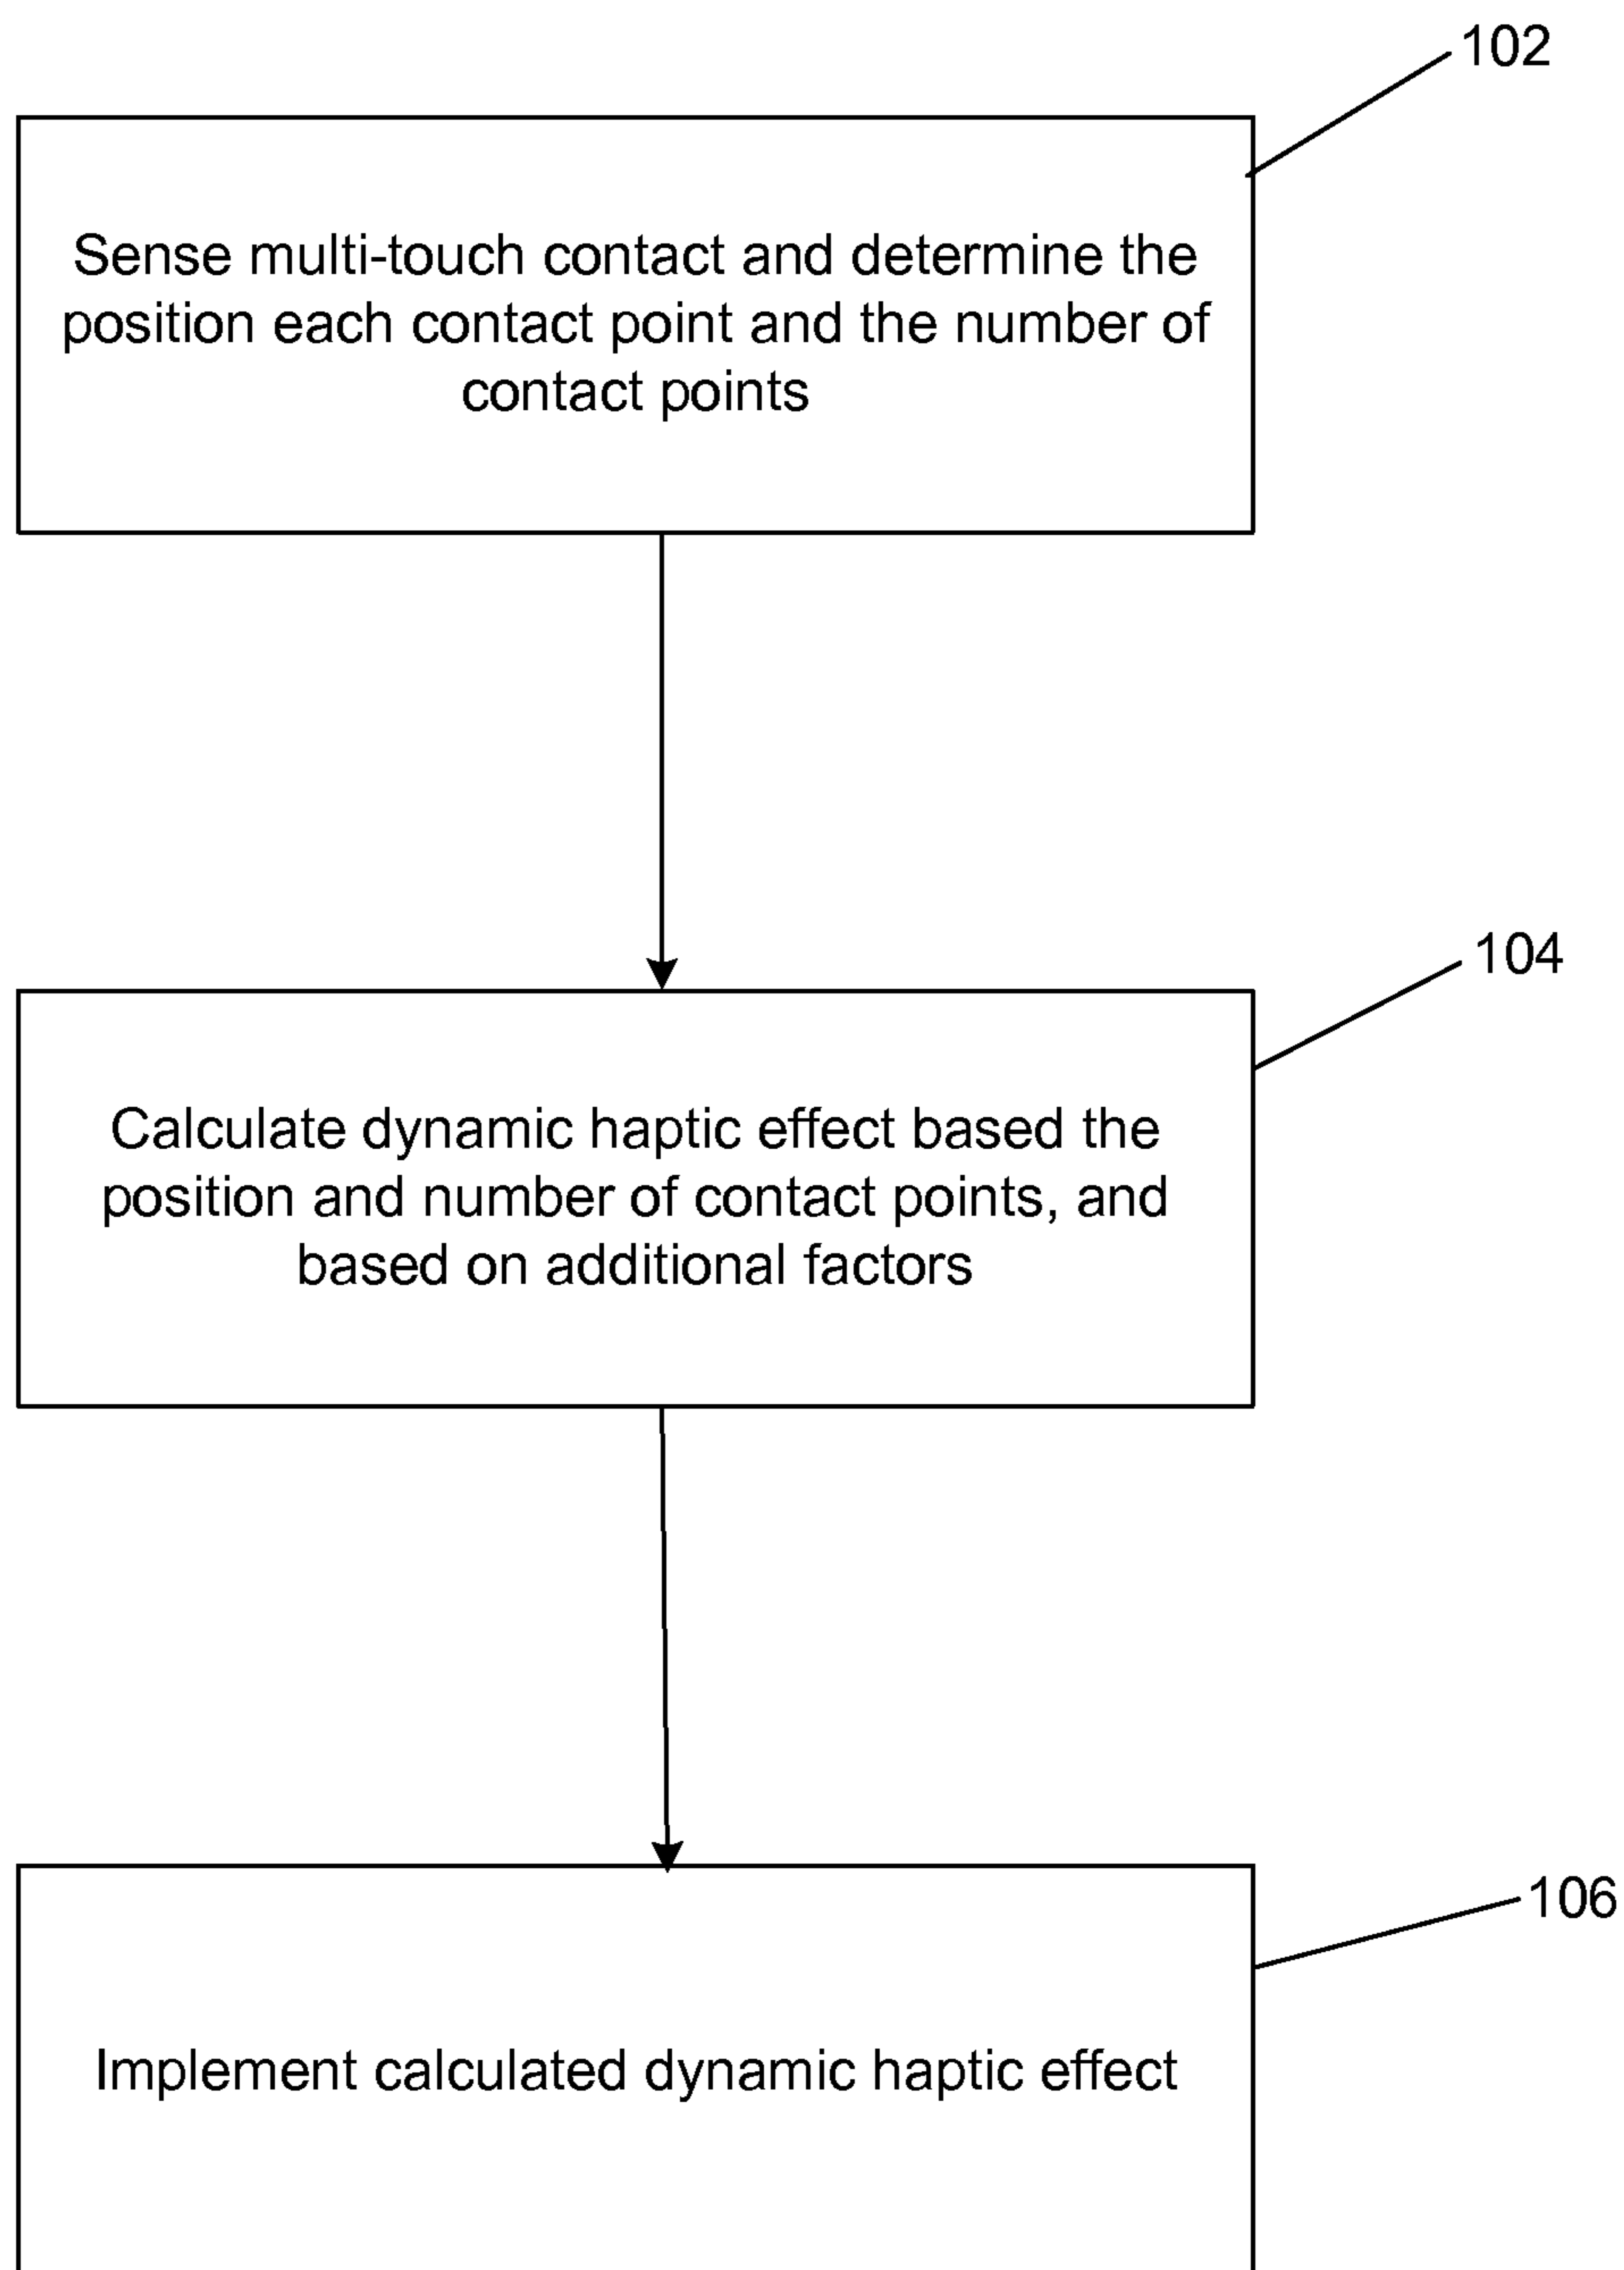 102
Sense multi-touch contact and determine the
position each contact point and the number of
contact points
104
Calculate dynamic haptic effect based the
position and number of contact points, and
based on additional factors
106
Implement calculated dynamic haptic effect